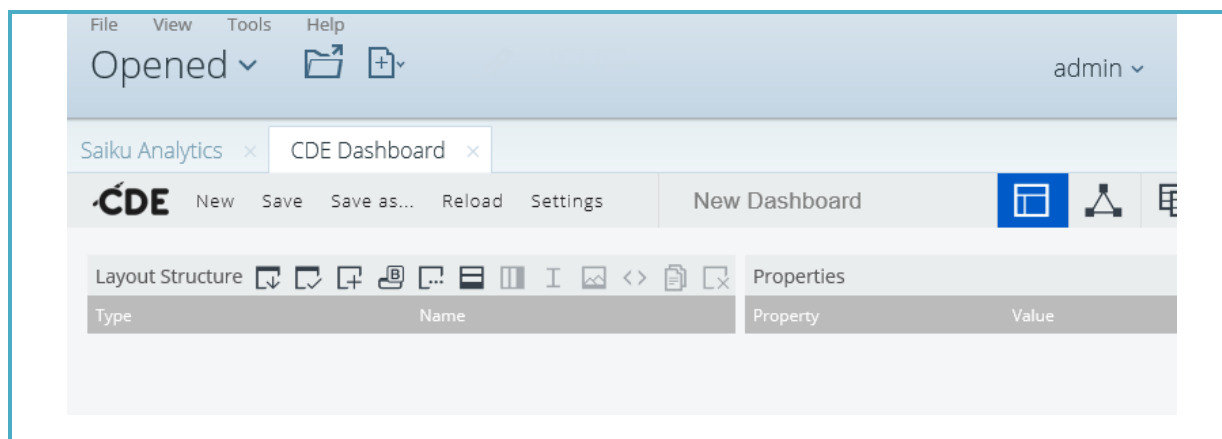 File View Tools Help
Opened
admin
Saiku Analytics × CDE Dashboard ×
CDE New Save Save as... Reload Settings New Dashboard
Layout Structure B Properties
Type Name Property Value